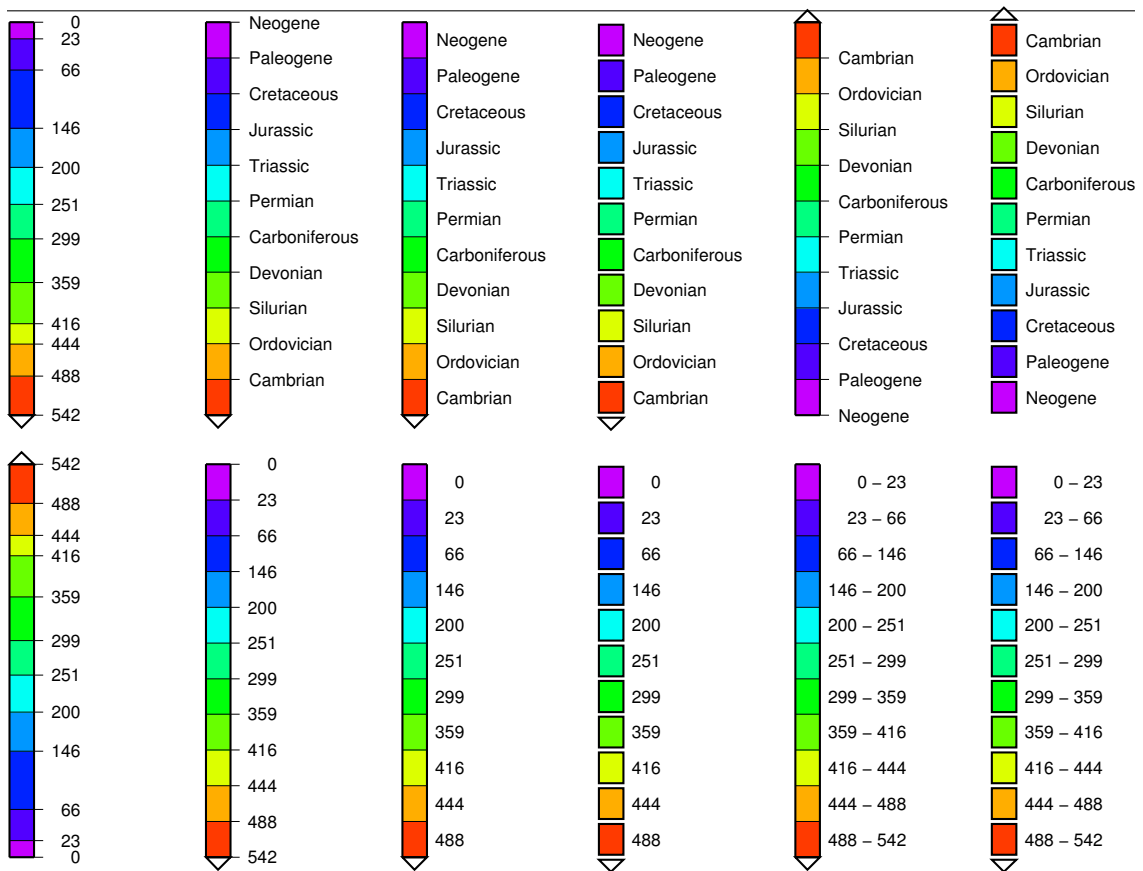 0
23
66
146
200
251
299
359
416
444
488
542
Neogene
Paleogene
Cretaceous
Jurassic
Triassic
Permian
Carboniferous
Devonian
Silurian
Ordovician
Cambrian
Neogene
Paleogene
Cretaceous
Jurassic
Triassic
Permian
Carboniferous
Devonian
Silurian
Ordovician
Cambrian
Neogene
Paleogene
Cretaceous
Jurassic
Triassic
Permian
Carboniferous
Devonian
Silurian
Ordovician
Cambrian
Cambrian
Ordovician
Silurian
Devonian
Carboniferous
Permian
Triassic
Jurassic
Cretaceous
Paleogene
Neogene
Cambrian
Ordovician
Silurian
Devonian
Carboniferous
Permian
Triassic
Jurassic
Cretaceous
Paleogene
Neogene
542
488
444
416
359
299
251
200
146
66
23
0
0
23
66
146
200
251
299
359
416
444
488
542
0
23
66
146
200
251
299
359
416
444
488
0
23
66
146
200
251
299
359
416
444
488
0 − 23
23 − 66
66 − 146
146 − 200
200 − 251
251 − 299
299 − 359
359 − 416
416 − 444
444 − 488
488 − 542
0 − 23
23 − 66
66 − 146
146 − 200
200 − 251
251 − 299
299 − 359
359 − 416
416 − 444
444 − 488
488 − 542